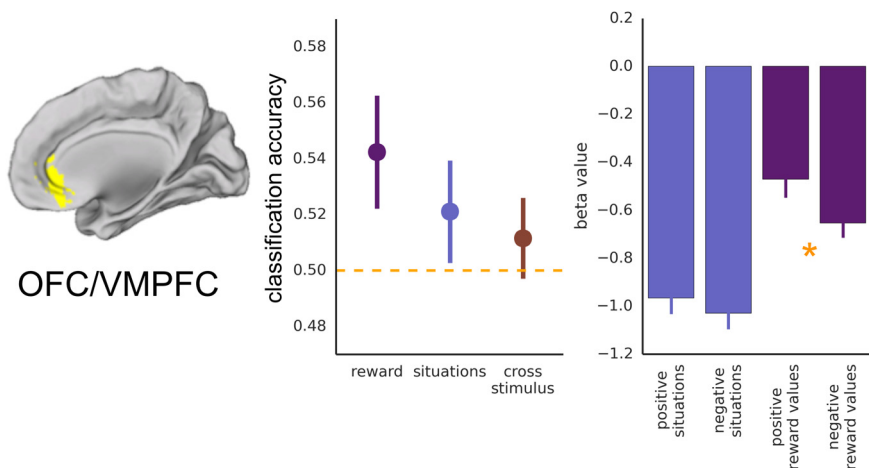 OFC/VMPFC
classification accuracy
0.58
0.56
0.54
0.52
0.50
0.48
reward
situations
cross
stimulus
beta value
0.2
0.0
−0.2
−0.4
−0.6
−0.8
−1.0
−1.2
*
positive
situations
negative
situations
positive
reward values
negative
reward values